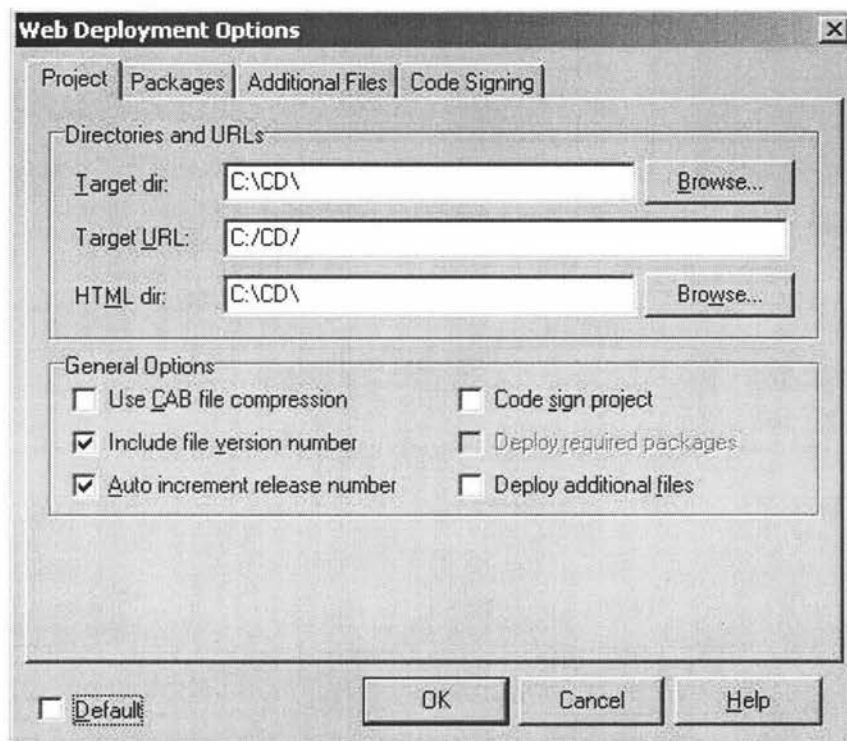 Web Deployment Options
Project Packages Additional Files Code Signing
Directories and URLs
Target dir: C:\CD\ Browse...
Target URL: C:/CD/
HTML dir: C:\CD\ Browse...
General Options
Use CAB file compression Code sign project
Include file version number Deploy required packages
Auto increment release number Deploy additional files
Default OK Cancel Help